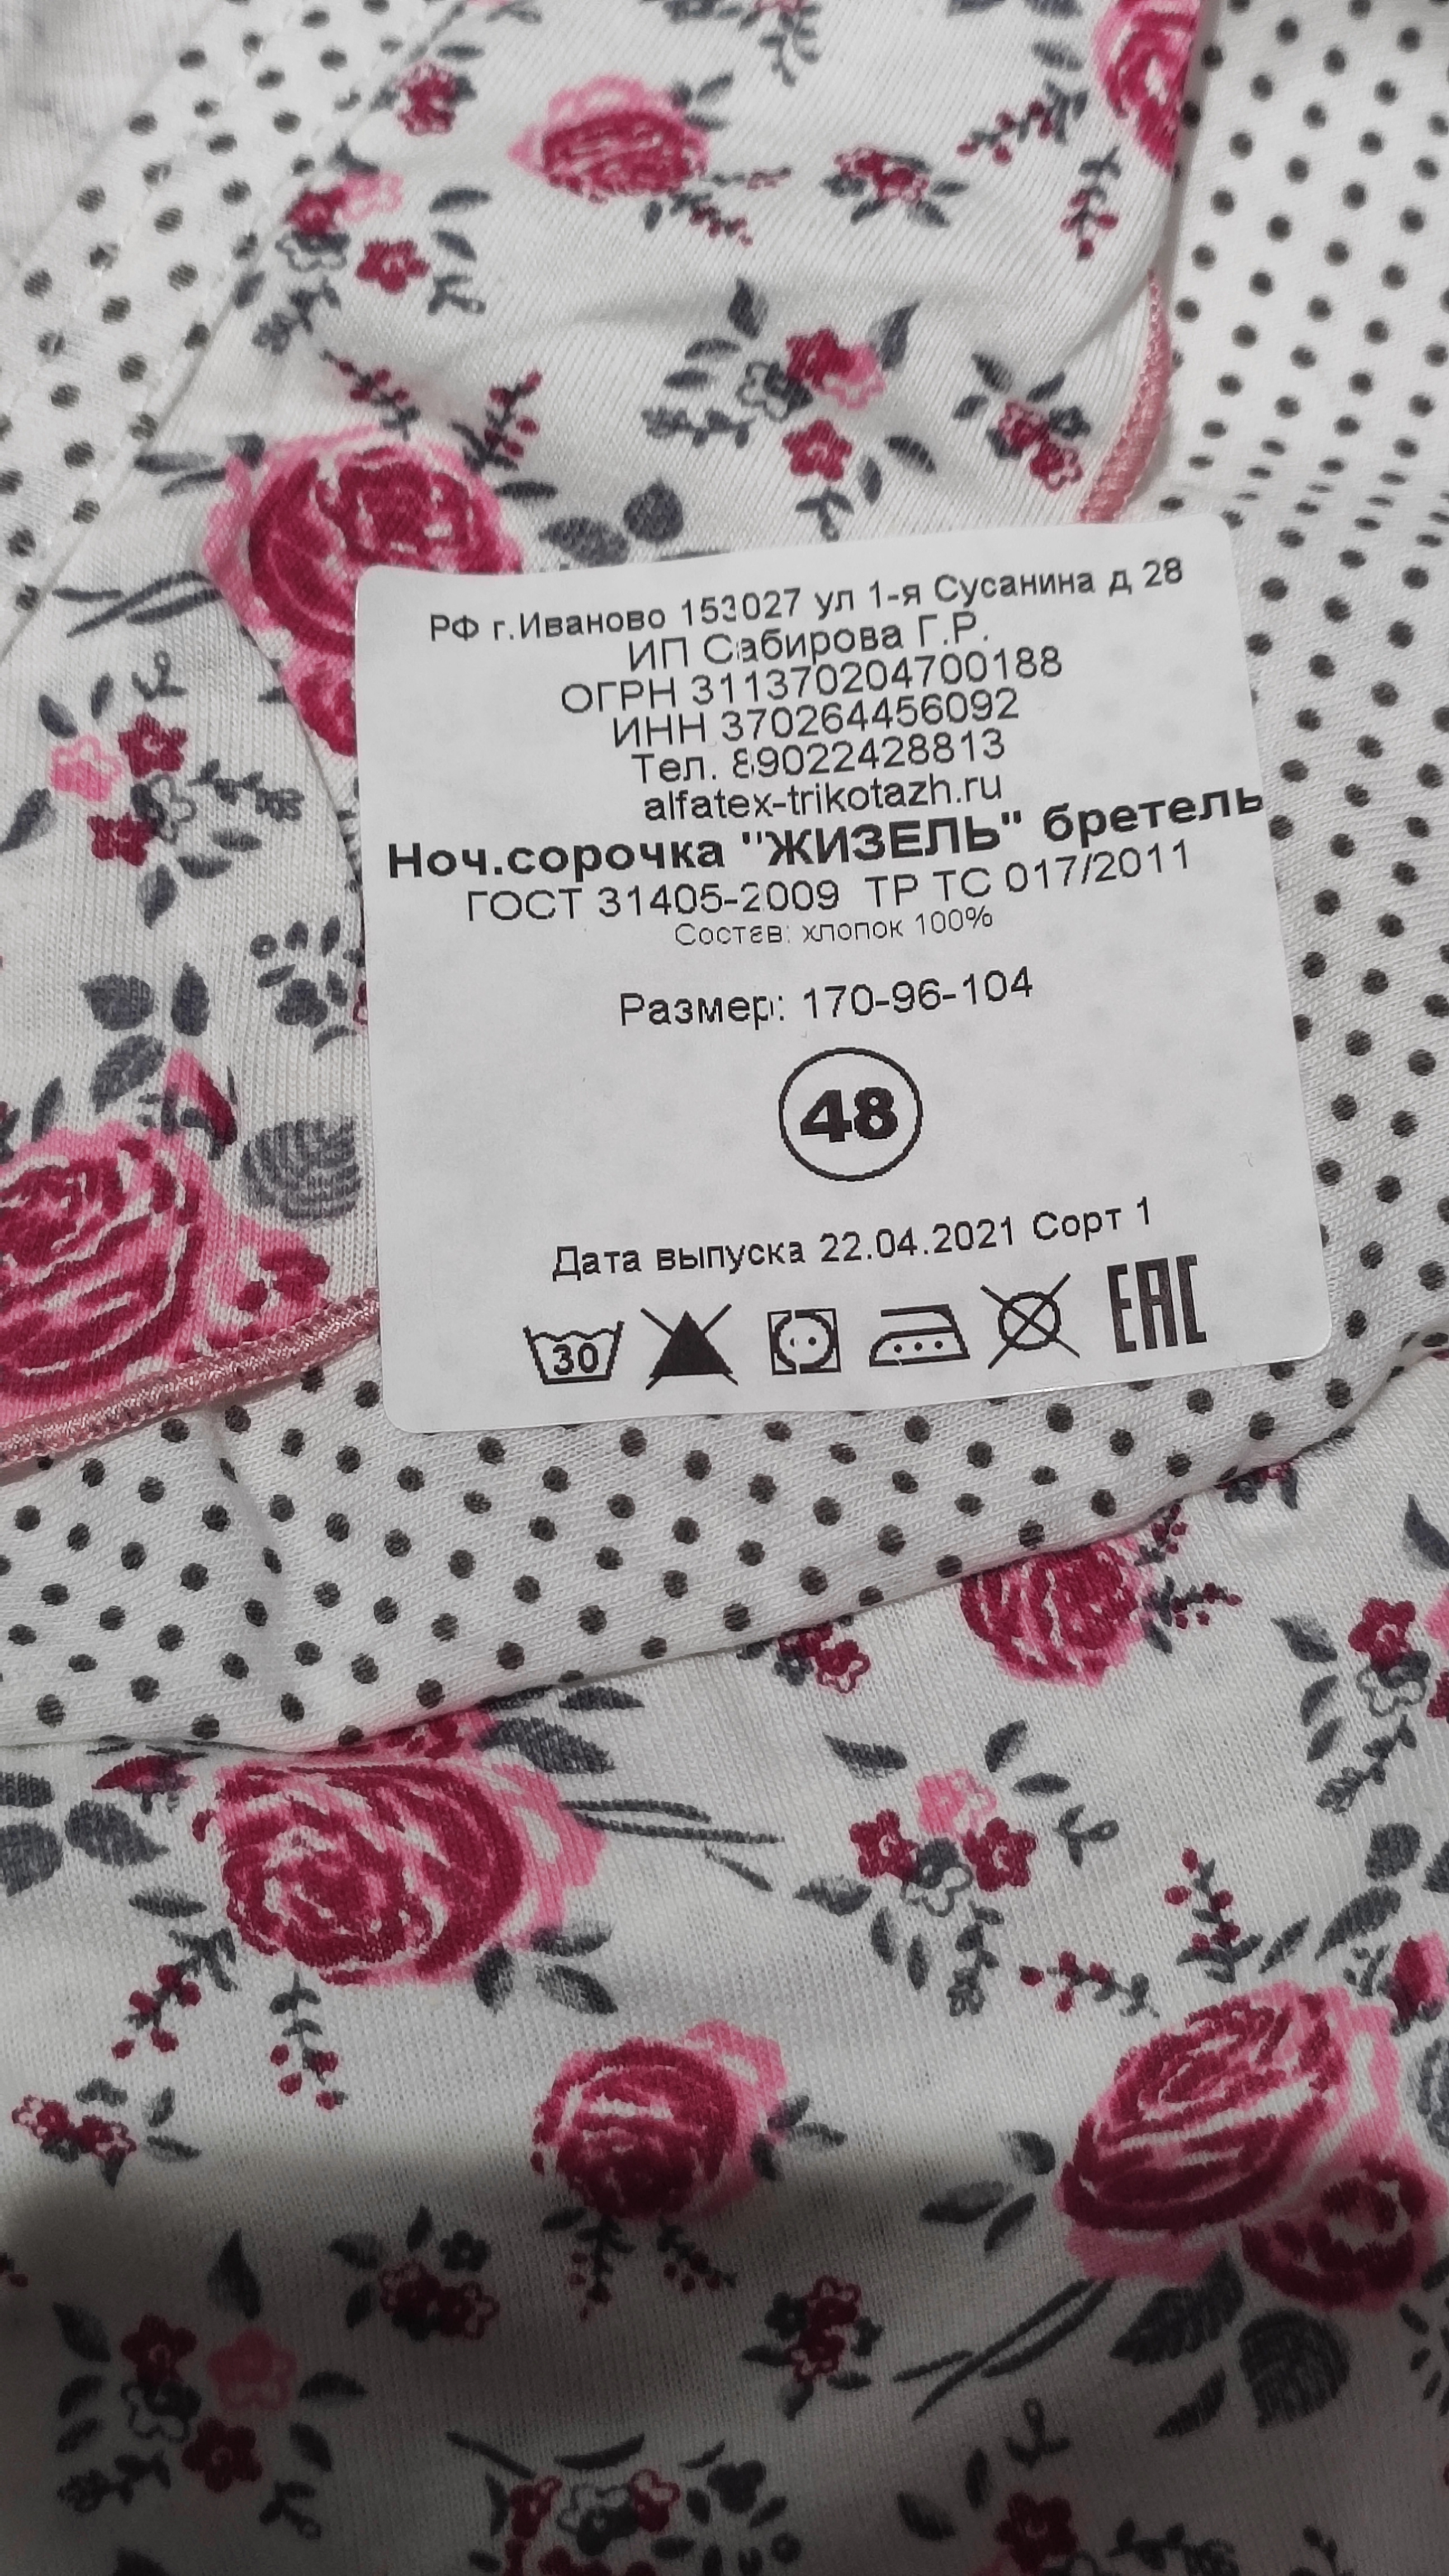 РФ г.Иваново 153027 ул 1-я Сусанина д 28
ИП Сабирова Г.Р.
ОГРН 311370204700188
ИНН 370264456092
Тел. 89022428813
alfatex-trikotazh.ru
Ноч.сорочка "ЖИЗЕЛЬ" бретель
ГОСТ 31405-2009 ТР ТС 017/2011
Состав: хлопок 100%
Размер: 170-96-104
48
Дата выпуска 22.04.2021 Сорт 1
30 EAC